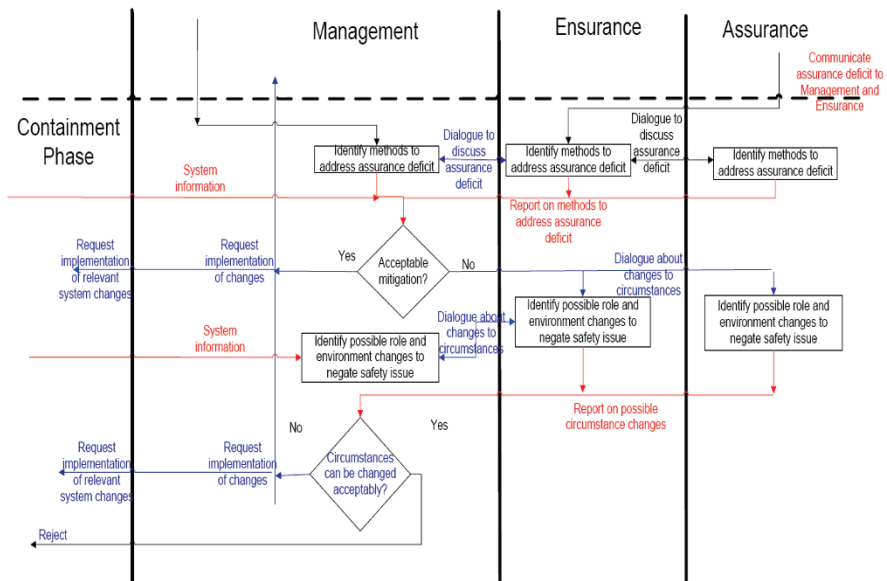 Management
Ensurance
Assurance
Communicate
assurance deficit to
Management and
Ensurance
Containment
Phase
System
information
Identify methods to
address assurance deficit
Dialogue to
discuss
assurance
deficit
Identify methods to
address assurance deficit
Dialogue to
discuss
assurance
deficit
Identify methods to
address assurance deficit
Report on methods to
address assurance
deficit
Request
implementation
of relevant
system changes
Request
implementation
of changes
Yes
Acceptable
mitigation?
No
Dialogue about
changes to
circumstances
System
information
Identify possible role and
environment changes to
negate safety issue
Dialogue about
changes to
circumstances
Identify possible role and
environment changes to
negate safety issue
Identify possible role and
environment changes to
negate safety issue
Report on possible
circumstance changes
No
Yes
Request
implementation
of relevant
system changes
Request
implementation
of changes
Circumstances
can be changed
acceptably?
Reject